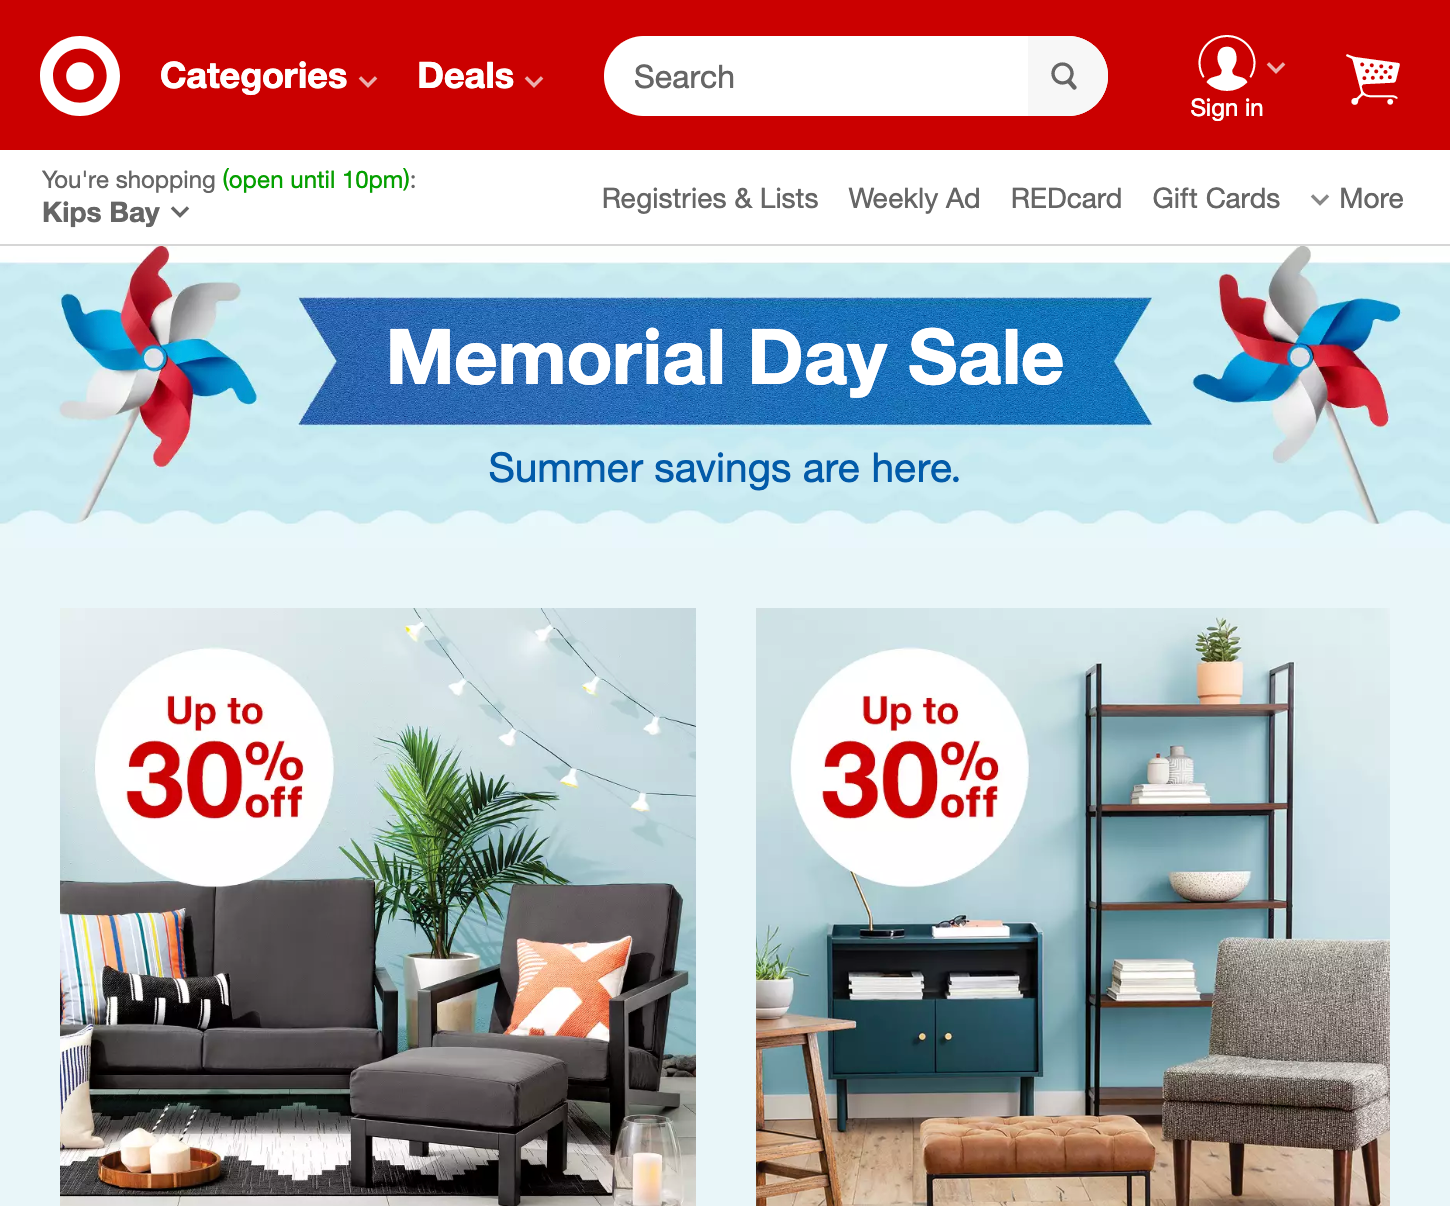 Categories
Deals
Search
Sign in
You're shopping (open until 10pm):
Kips Bay
Registries & Lists
Weekly Ad
REDcard
Gift Cards
More
Memorial Day Sale
Summer savings are here.
Up to
30% off
Up to
30% off